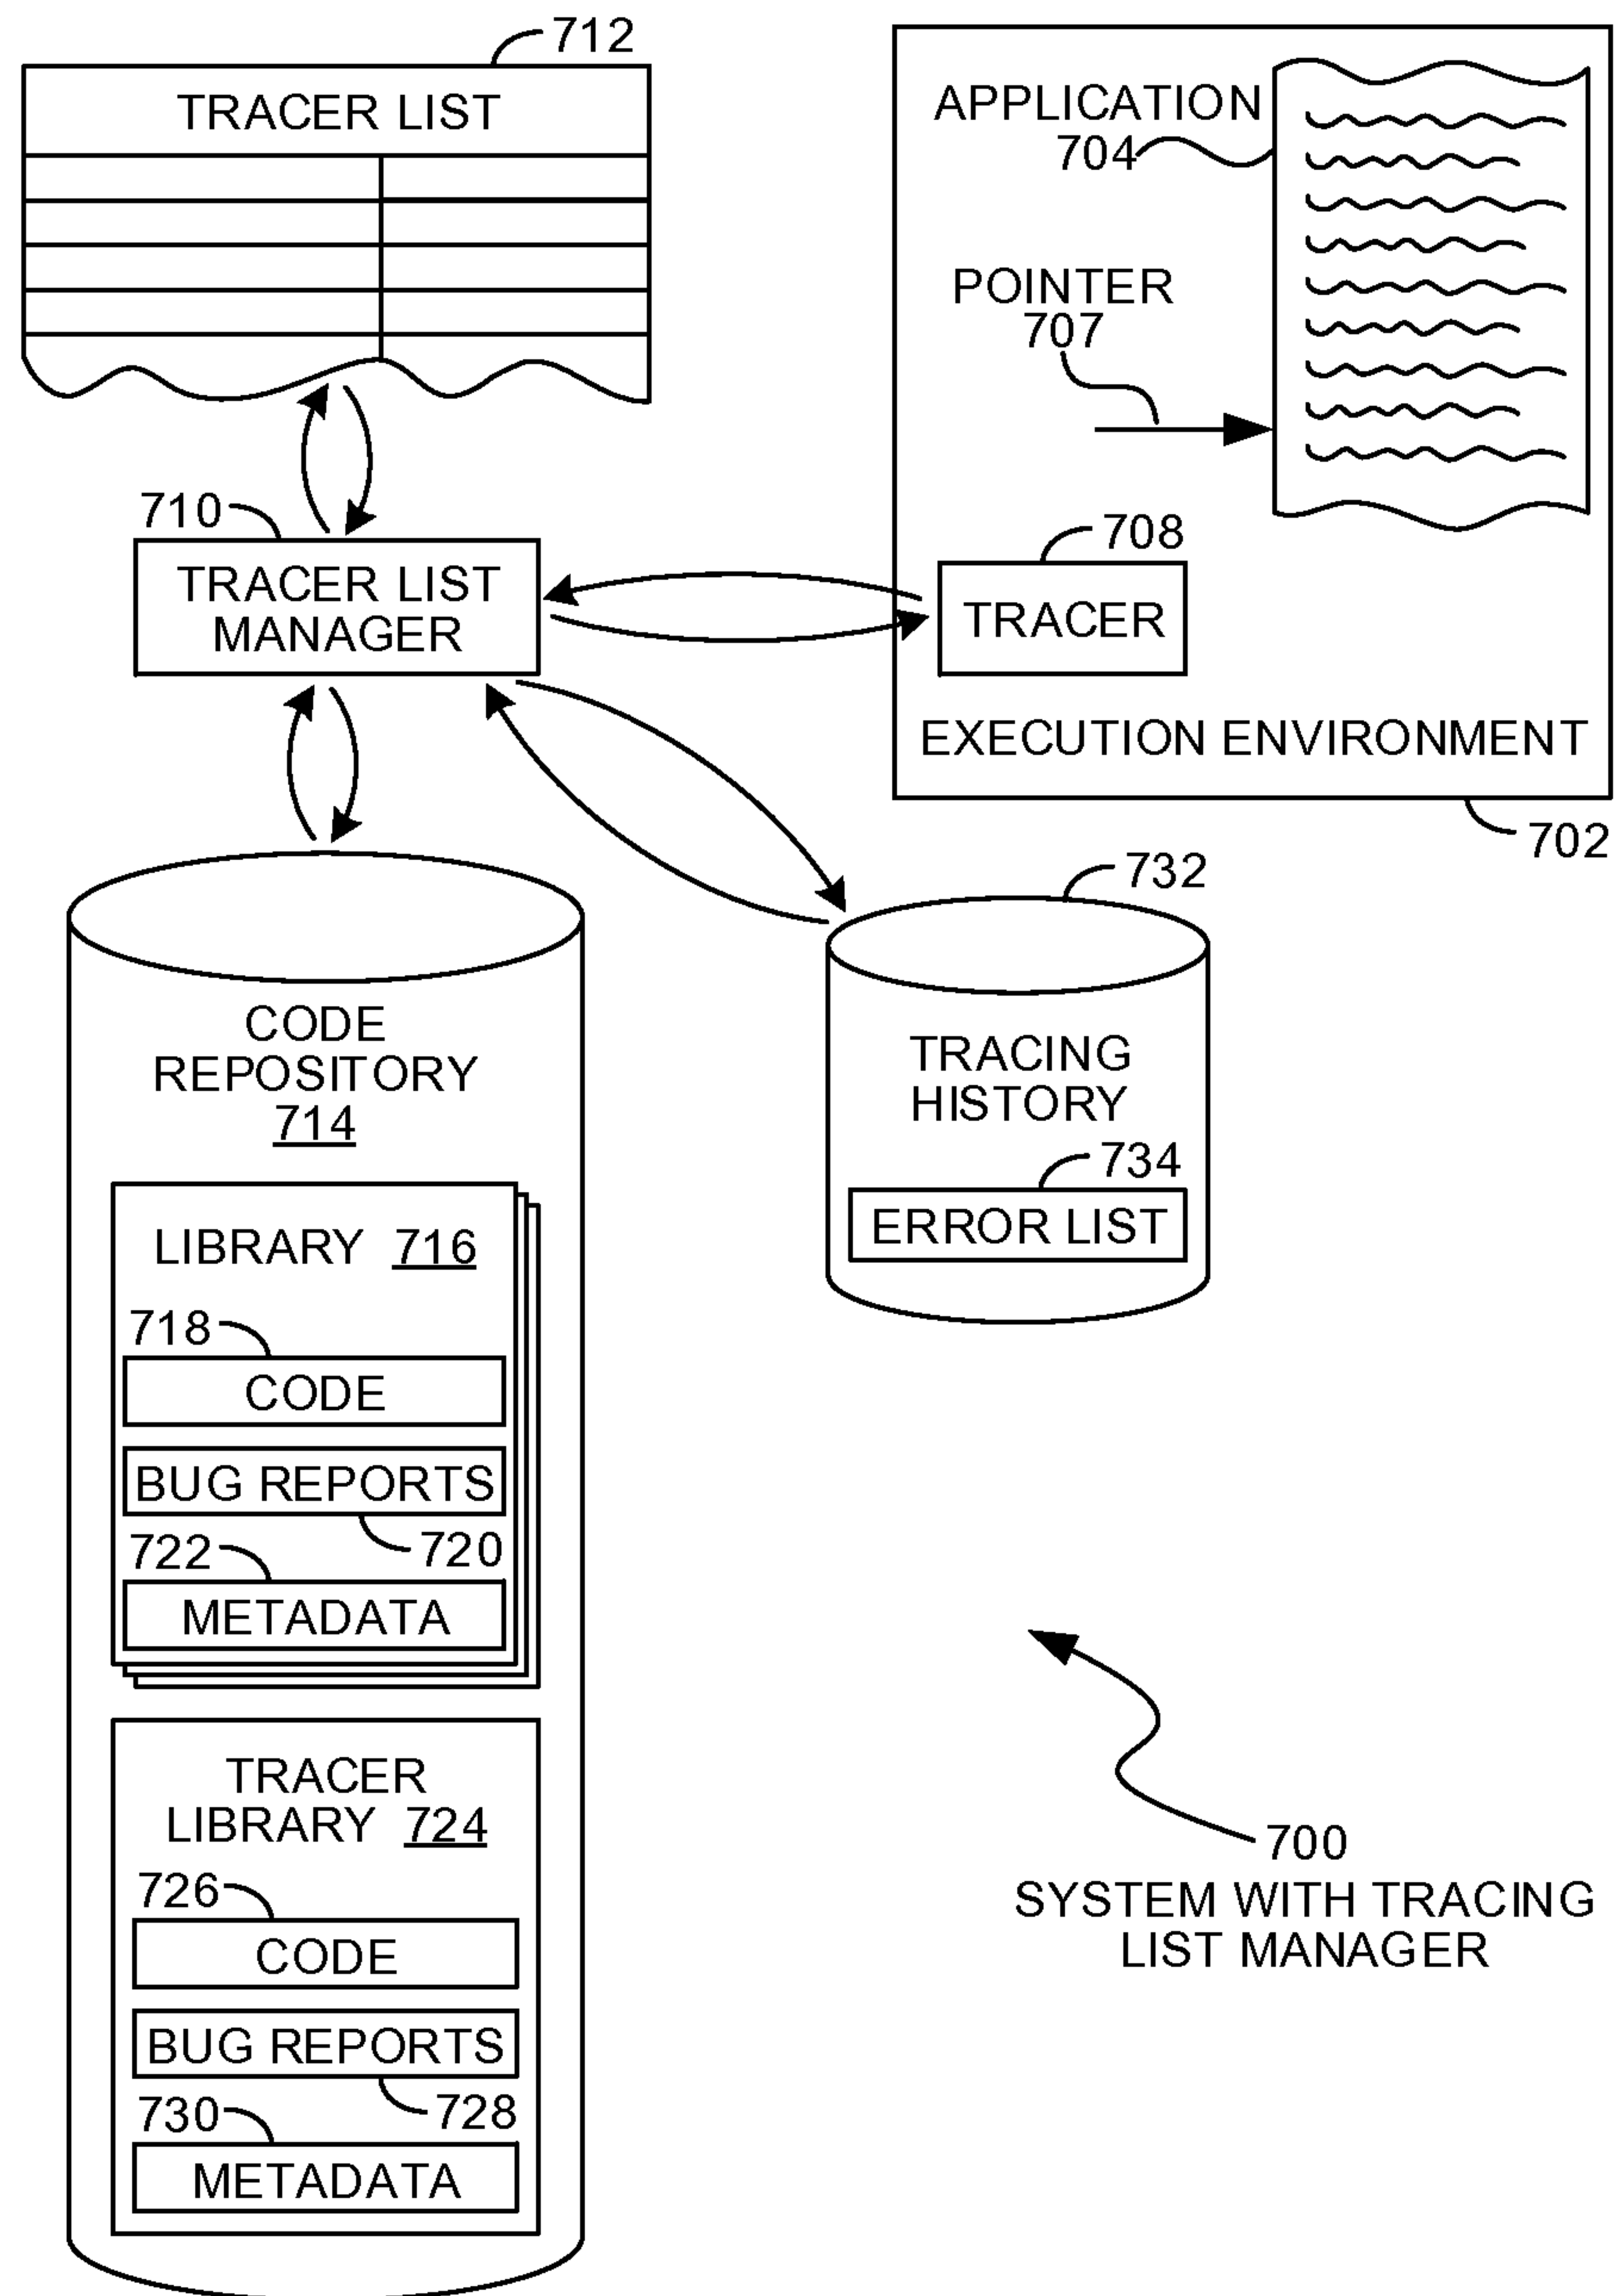 712
TRACER LIST
APPLICATION
704
POINTER
707
710
TRACER LIST
MANAGER
708
TRACER
EXECUTION ENVIRONMENT
702
732
TRACING
HISTORY
734
ERROR LIST
CODE
REPOSITORY
714
LIBRARY 716
718
CODE
BUG REPORTS
720
722
METADATA
TRACER
LIBRARY 724
726
CODE
BUG REPORTS
728
730
METADATA
700
SYSTEM WITH TRACING
LIST MANAGER